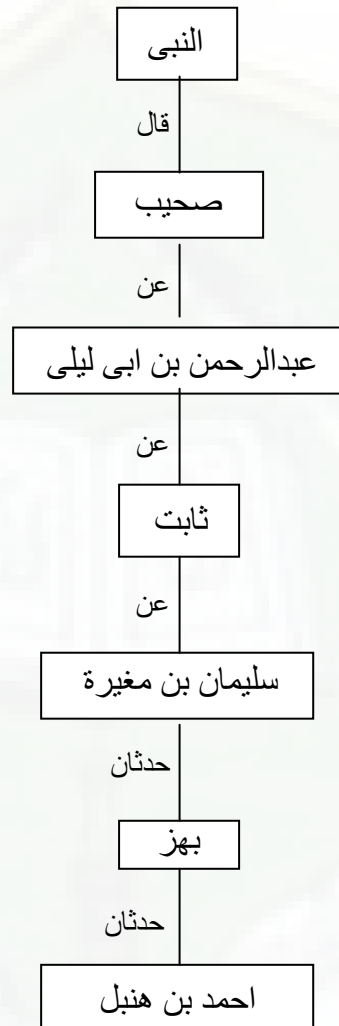 النبى
قال
صحيب
عن
عبدالرحمن بن ابى ليلى
عن
ثابت
عن
سليمان بن مغيرة
حدثان
بهز
حدثان
احمد بن هنبل